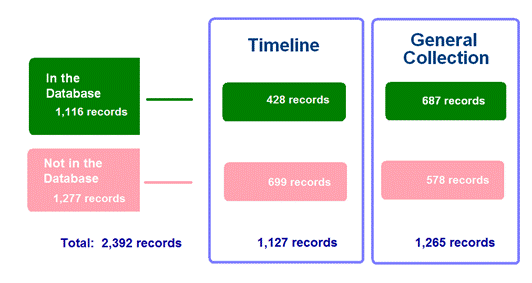 Timeline
General
Collection
In the
Database
1,116 records
428 records
687 records
Not in the
Database
1,277 records
699 records
578 records
Total: 2,392 records
1,127 records
1,265 records